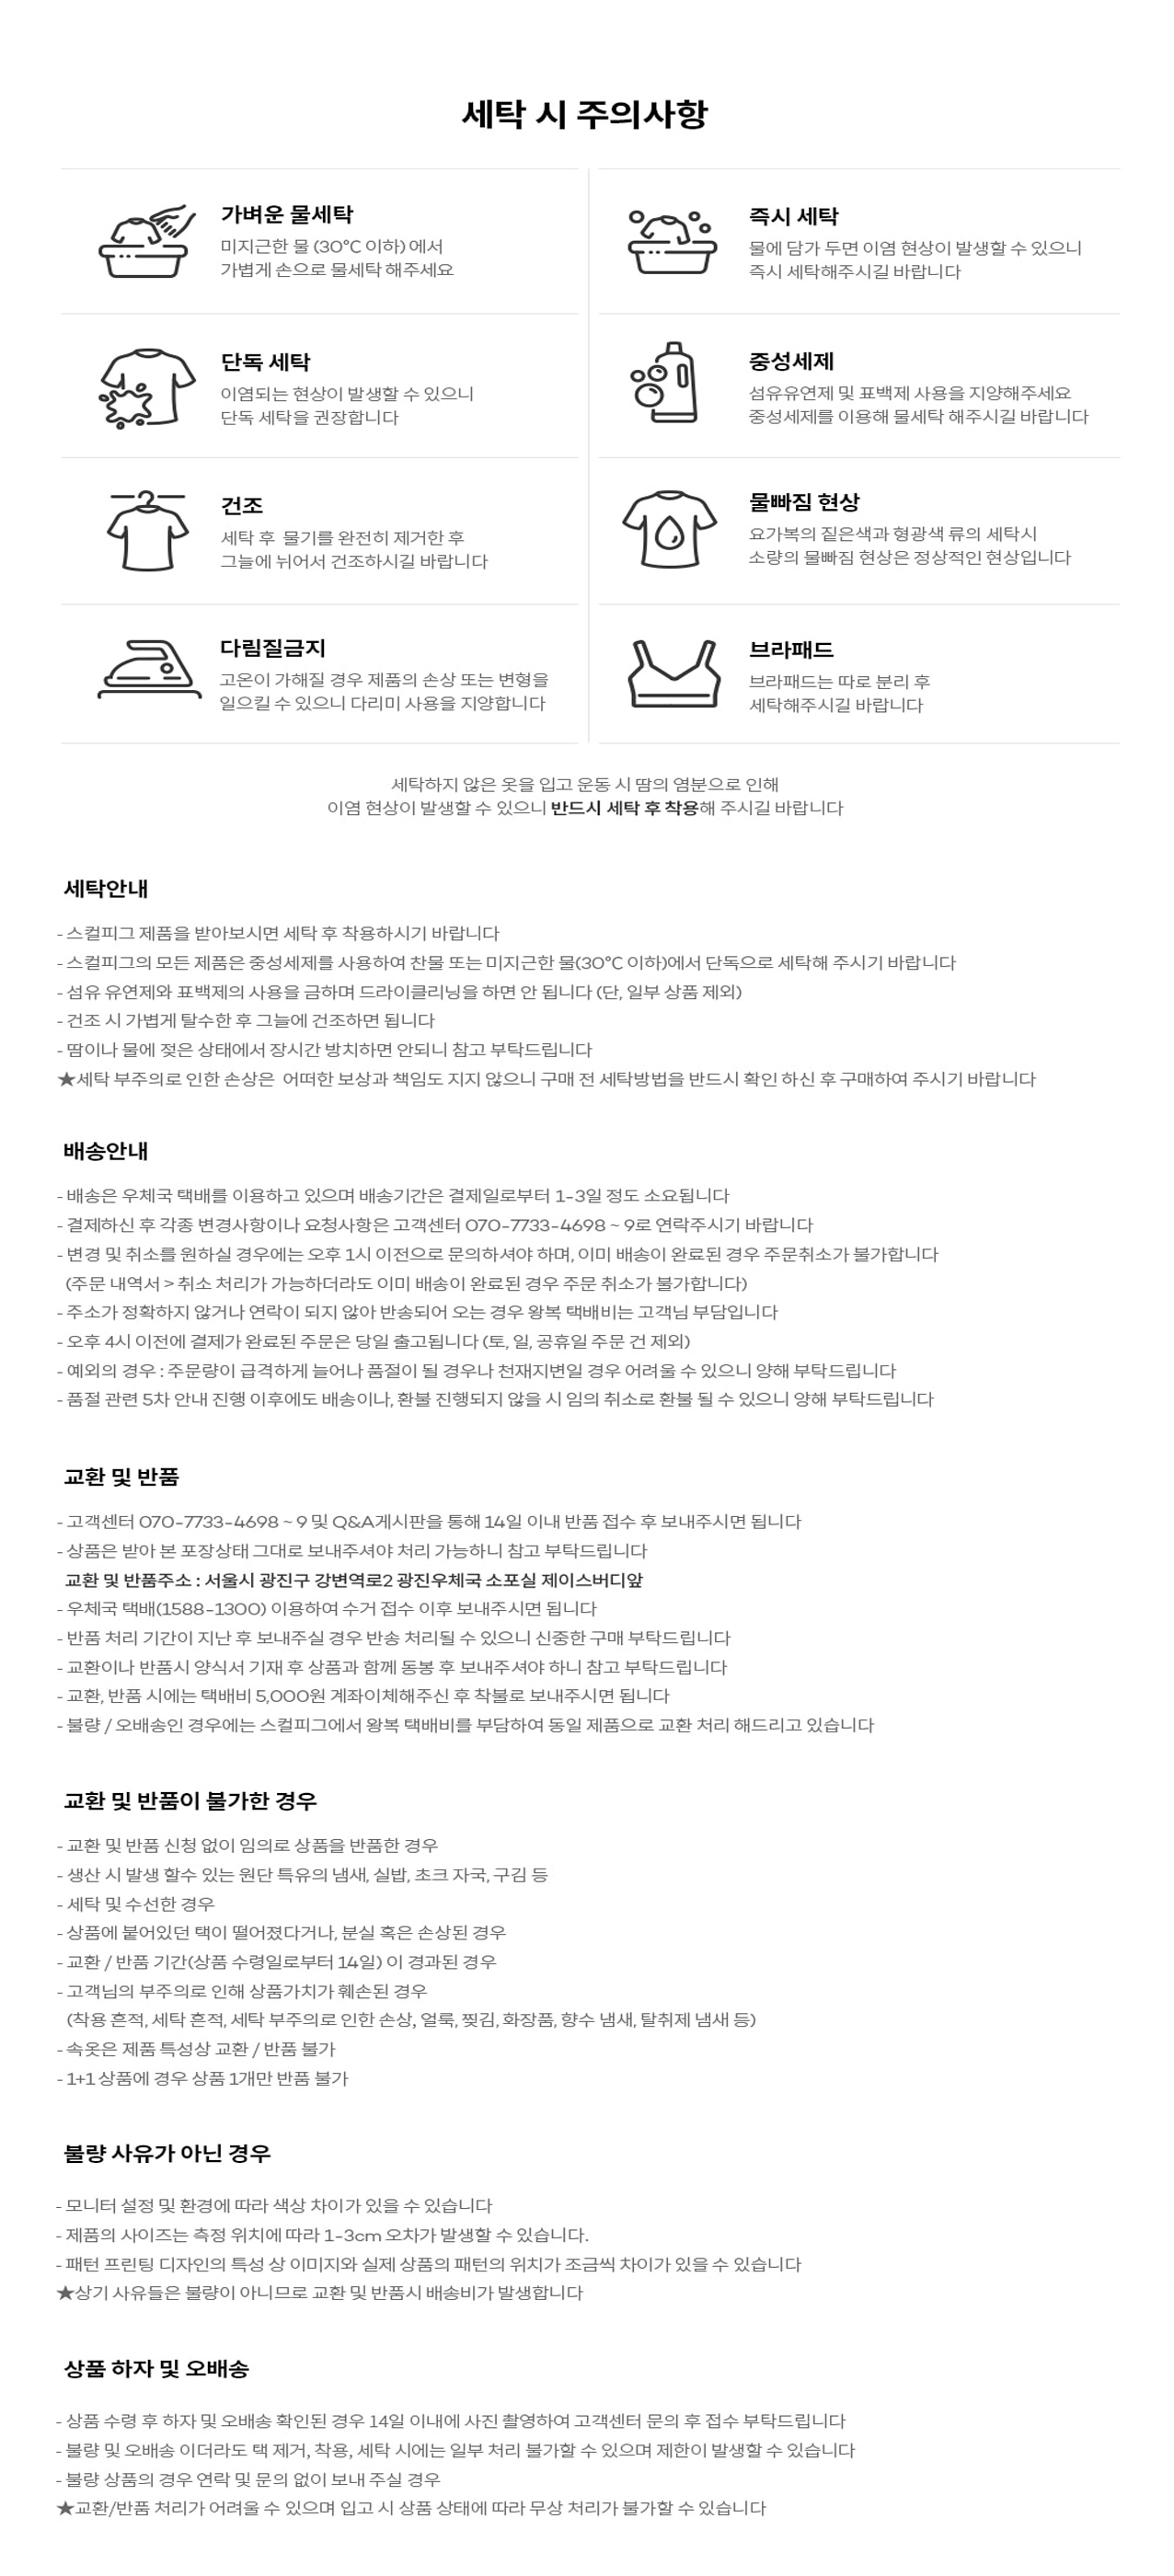 세탁 시 주의사항
가벼운 물세탁
미지근한 물 (30℃ 이하) 에서
가볍게 손으로 물세탁 해주세요
즉시 세탁
물에 담가 두면 이염 현상이 발생할 수 있으니
즉시 세탁해주시길 바랍니다
단독 세탁
이염되는 현상이 발생할 수 있으니
단독 세탁을 권장합니다
중성세제
섬유유연제 및 표백제 사용을 지양해주세요
중성세제를 이용해 물세탁 해주시길 바랍니다
건조
세탁 후 물기를 완전히 제거한 후
그늘에 뉘어서 건조하시길 바랍니다
물빠짐 현상
요가복의 짙은색과 형광색 류의 세탁시
소량의 물빠짐 현상은 정상적인 현상입니다
다림질금지
고온이 가해질 경우 제품의 손상 또는 변형을
일으킬 수 있으니 다리미 사용을 지양합니다
브라패드
브라패드는 따로 분리 후
세탁해주시길 바랍니다
세탁하지 않은 옷을 입고 운동 시 땀의 염분으로 인해
이염 현상이 발생할 수 있으니 반드시 세탁 후 착용해 주시길 바랍니다
세탁안내
- 스컬피그 제품을 받아보시면 세탁 후 착용하시기 바랍니다
- 스컬피그의 모든 제품은 중성세제를 사용하여 찬물 또는 미지근한 물(30℃ 이하)에서 단독으로 세탁해 주시기 바랍니다
- 섬유 유연제와 표백제의 사용을 금하며 드라이클리닝을 하면 안 됩니다 (단, 일부 상품 제외)
- 건조 시 가볍게 탈수한 후 그늘에 건조하면 됩니다
- 땀이나 물에 젖은 상태에서 장시간 방치하면 안되니 참고 부탁드립니다
★세탁 부주의로 인한 손상은 어떠한 보상과 책임도 지지 않으니 구매 전 세탁방법을 반드시 확인 하신 후 구매하여 주시기 바랍니다
배송안내
- 배송은 우체국 택배를 이용하고 있으며 배송기간은 결제일로부터 1-3일 정도 소요됩니다
- 결제하신 후 각종 변경사항이나 요청사항은 고객센터 070-7733-4698 ~ 9로 연락주시기 바랍니다
- 변경 및 취소를 원하실 경우에는 오후 1시 이전으로 문의하셔야 하며, 이미 배송이 완료된 경우 주문취소가 불가합니다
(주문 내역서 > 취소 처리가 가능하더라도 이미 배송이 완료된 경우 주문 취소가 불가합니다)
- 주소가 정확하지 않거나 연락이 되지 않아 반송되어 오는 경우 왕복 택배비는 고객님 부담입니다
- 오후 4시 이전에 결제가 완료된 주문은 당일 출고됩니다 (토, 일, 공휴일 주문 건 제외)
- 예외의 경우 : 주문량이 급격하게 늘어나 품절이 될 경우나 천재지변일 경우 어려울 수 있으니 양해 부탁드립니다
- 품절 관련 5차 안내 진행 이후에도 배송이나, 환불 진행되지 않을 시 임의 취소로 환불 될 수 있으니 양해 부탁드립니다
교환 및 반품
- 고객센터 070-7733-4698 ~ 9 및 Q&A게시판을 통해 14일 이내 반품 접수 후 보내주시면 됩니다
- 상품은 받아 본 포장상태 그대로 보내주셔야 처리 가능하니 참고 부탁드립니다
교환 및 반품주소 : 서울시 광진구 강변역로2 광진우체국 소포실 제이스버디앞
- 우체국 택배(1588-1300) 이용하여 수거 접수 이후 보내주시면 됩니다
- 반품 처리 기간이 지난 후 보내주실 경우 반송 처리될 수 있으니 신중한 구매 부탁드립니다
- 교환이나 반품시 양식서 기재 후 상품과 함께 동봉 후 보내주셔야 하니 참고 부탁드립니다
- 교환, 반품 시에는 택배비 5,000원 계좌이체해주신 후 착불로 보내주시면 됩니다
- 불량 / 오배송인 경우에는 스컬피그에서 왕복 택배비를 부담하여 동일 제품으로 교환 처리 해드리고 있습니다
교환 및 반품이 불가한 경우
- 교환 및 반품 신청 없이 임의로 상품을 반품한 경우
- 생산 시 발생 할수 있는 원단 특유의 냄새, 실밥, 초크 자국, 구김 등
- 세탁 및 수선한 경우
- 상품에 붙어있던 택이 떨어졌다거나, 분실 혹은 손상된 경우
- 교환 / 반품 기간(상품 수령일로부터 14일) 이 경과된 경우
- 고객님의 부주의로 인해 상품가치가 훼손된 경우
(착용 흔적, 세탁 흔적, 세탁 부주의로 인한 손상, 얼룩, 찢김, 화장품, 향수 냄새, 탈취제 냄새 등)
- 속옷은 제품 특성상 교환 / 반품 불가
- 1+1 상품에 경우 상품 1개만 반품 불가
불량 사유가 아닌 경우
- 모니터 설정 및 환경에 따라 색상 차이가 있을 수 있습니다
- 제품의 사이즈는 측정 위치에 따라 1-3cm 오차가 발생할 수 있습니다.
- 패턴 프린팅 디자인의 특성 상 이미지와 실제 상품의 패턴의 위치가 조금씩 차이가 있을 수 있습니다
★상기 사유들은 불량이 아니므로 교환 및 반품시 배송비가 발생합니다
상품 하자 및 오배송
- 상품 수령 후 하자 및 오배송 확인된 경우 14일 이내에 사진 촬영하여 고객센터 문의 후 접수 부탁드립니다
- 불량 및 오배송 이더라도 택 제거, 착용, 세탁 시에는 일부 처리 불가할 수 있으며 제한이 발생할 수 있습니다
- 불량 상품의 경우 연락 및 문의 없이 보내 주실 경우
★교환/반품 처리가 어려울 수 있으며 입고 시 상품 상태에 따라 무상 처리가 불가할 수 있습니다